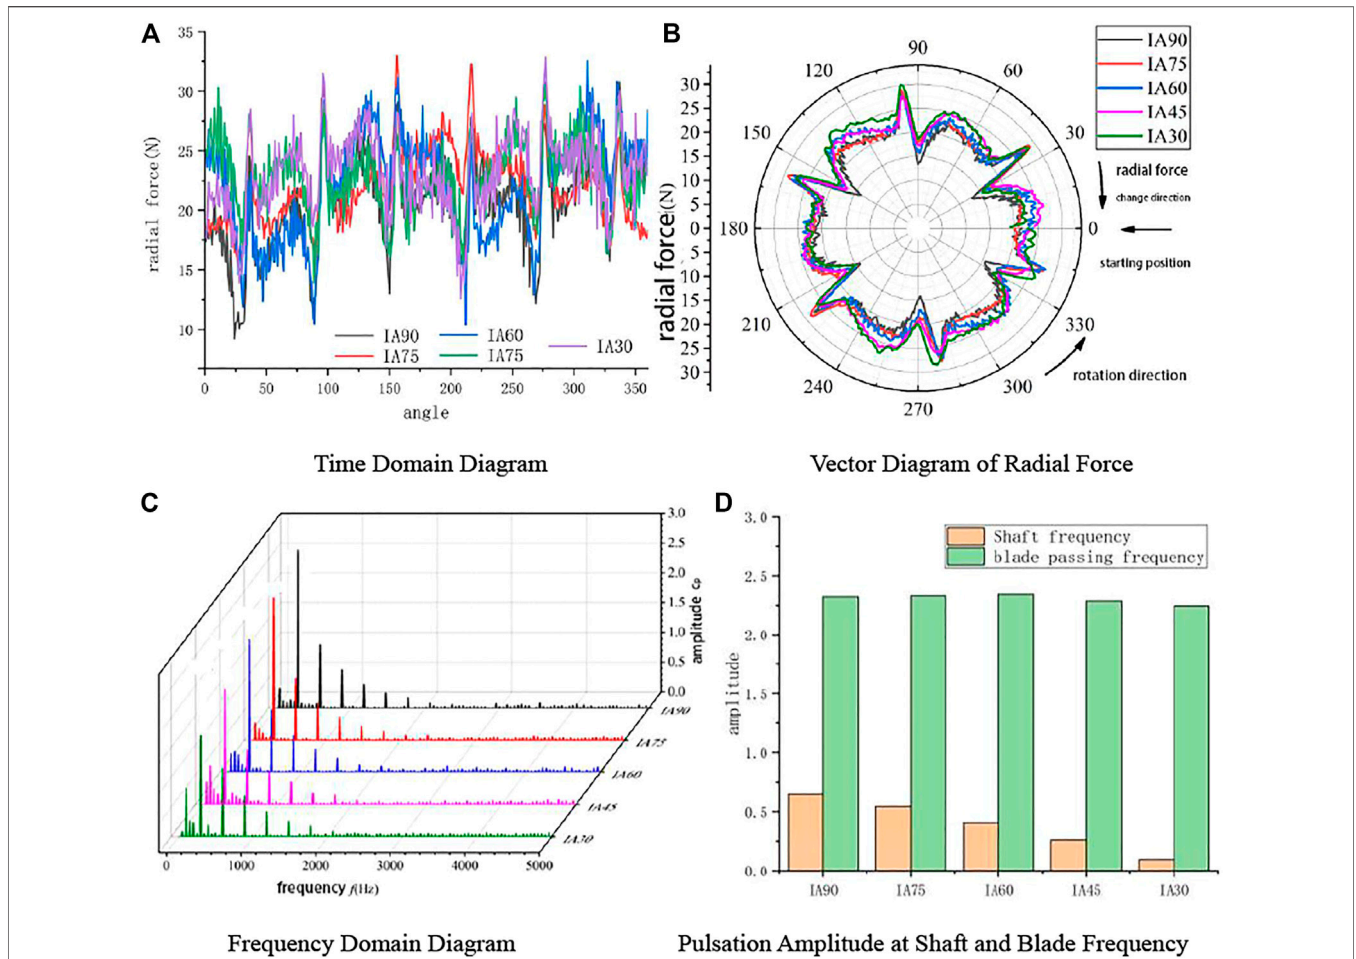 A
35
30
25
20
15
10
radial force(N)
IA90
IA60
IA75
IA75
IA30
0
50
100
150
200
250
300
350
angle
Time Domain Diagram
B
90
120
60
150
30
180
0
210
330
240
300
270
30
25
20
15
10
5
0
5
10
15
20
25
30
radial force(N)
IA90
IA75
IA60
IA45
IA30
radial force
change direction
starting position
rotation direction
Vector Diagram of Radial Force
C
3.0
2.5
2.0
1.5
1.0
0.5
0.0
amplitude cₚ
IA90
IA75
IA60
IA45
IA30
0
1000
2000
3000
4000
5000
frequency f(Hz)
Frequency Domain Diagram
D
3.0
2.5
2.0
1.5
1.0
0.5
0.0
amplitude
Shaft frequency
blade passing frequency
IA90
IA75
IA60
IA45
IA30
Pulsation Amplitude at Shaft and Blade Frequency